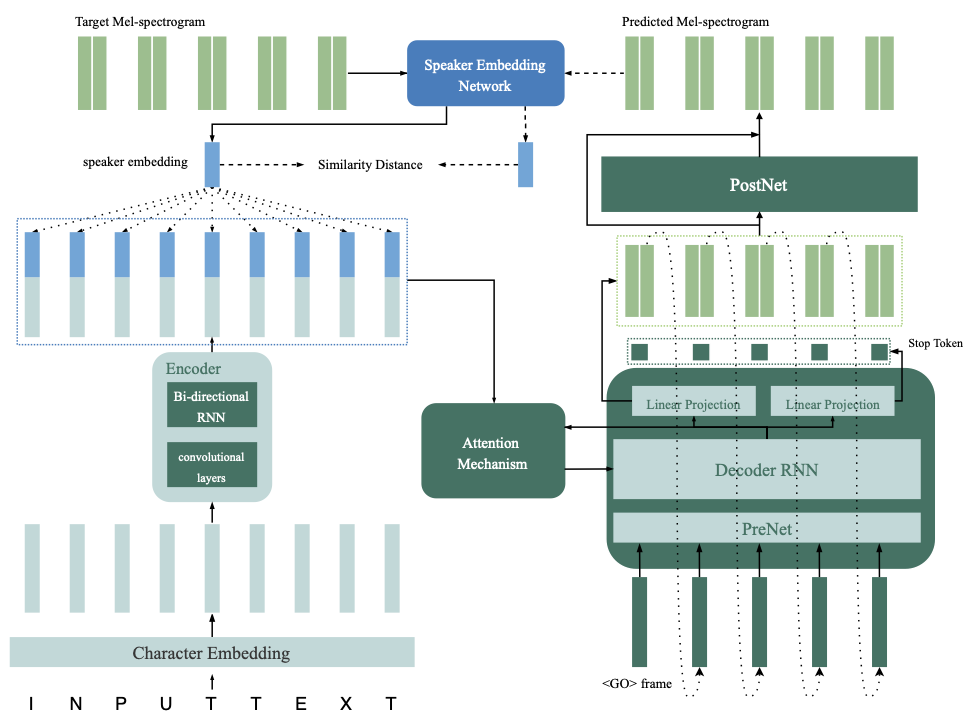 Target Mel-spectrogram
Predicted Mel-spectrogram
Speaker Embedding
Network
speaker embedding
Similarity Distance
PostNet
Stop Token
Encoder
Bi-directional
RNN
convolutional
layers
Linear Projection
Linear Projection
Attention
Mechanism
Decoder RNN
PreNet
Character Embedding
<GO> frame
I N P U T T E X T